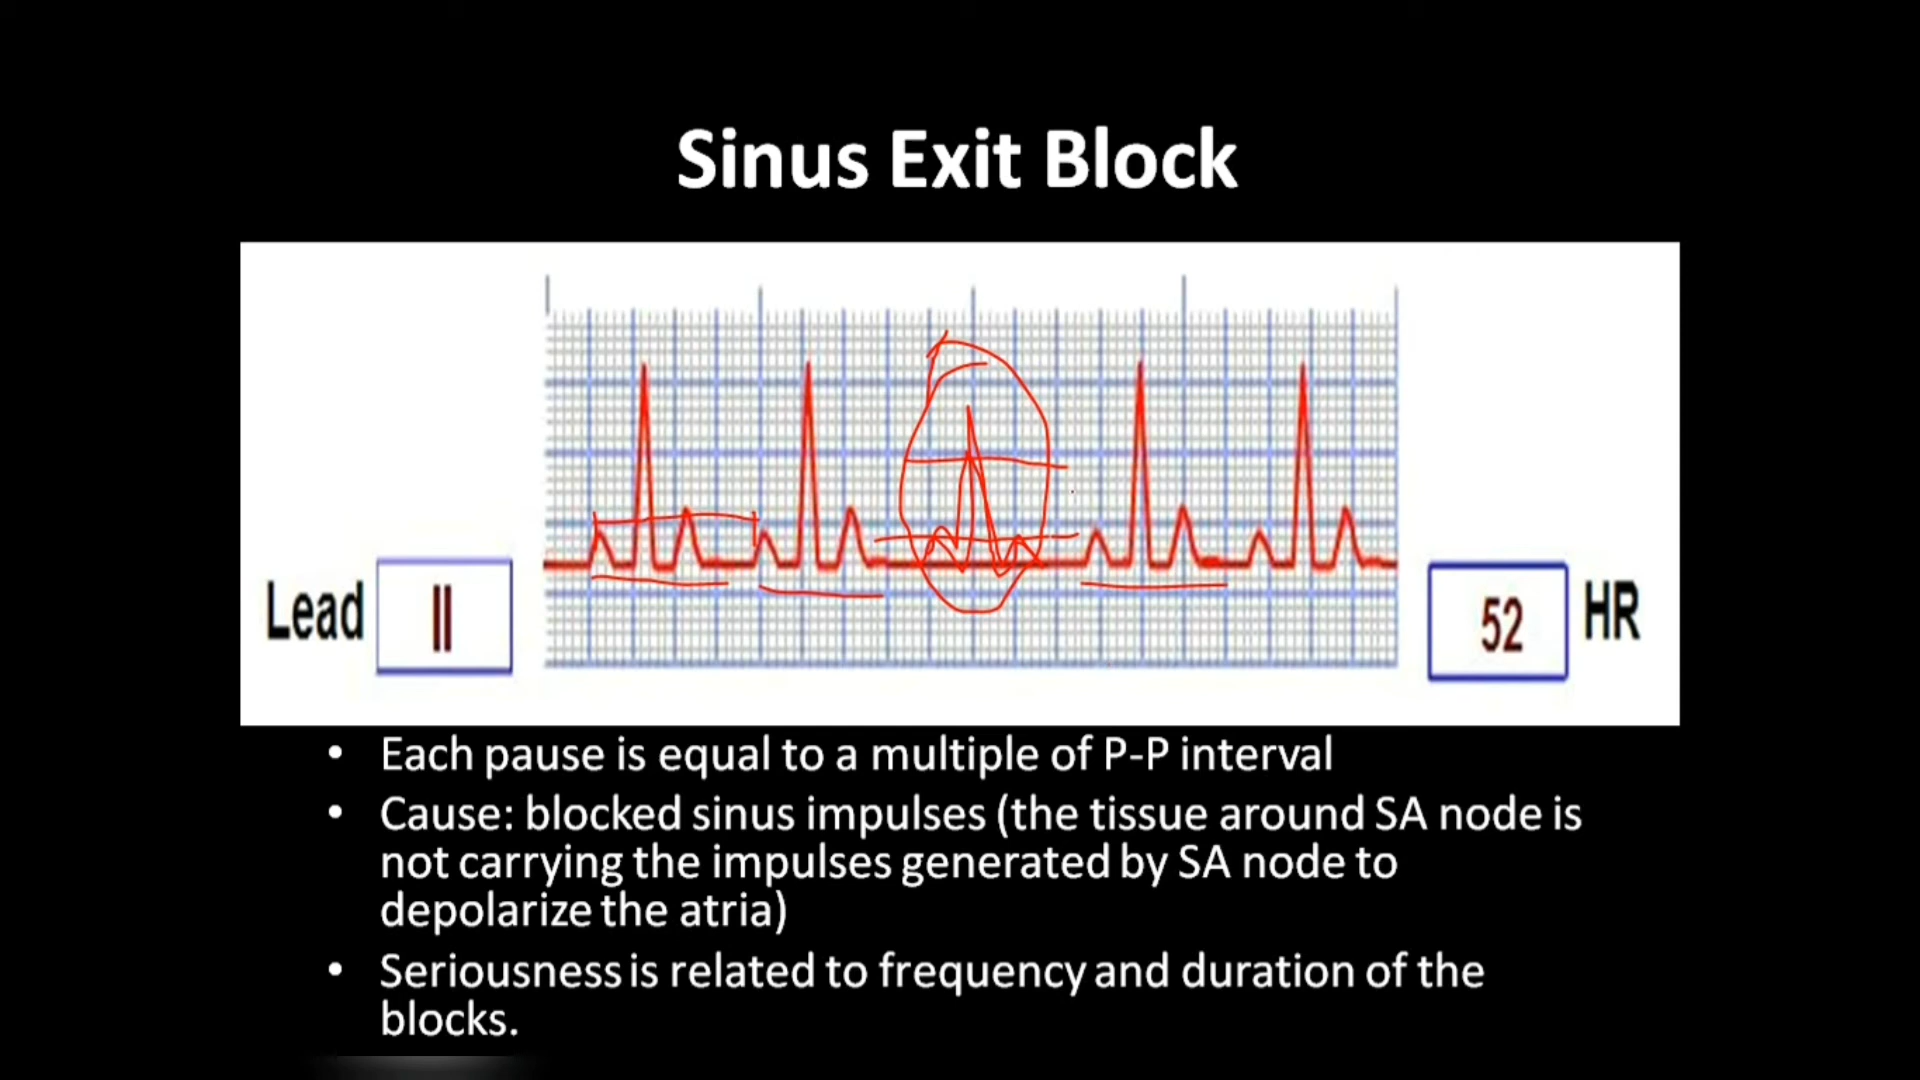 Sinus Exit Block
Lead II 52 HR
• Each pause is equal to a multiple of P-P interval
• Cause: blocked sinus impulses (the tissue around SA node is
not carrying the impulses generated by SA node to
depolarize the atria)
• Seriousness is related to frequency and duration of the
blocks.